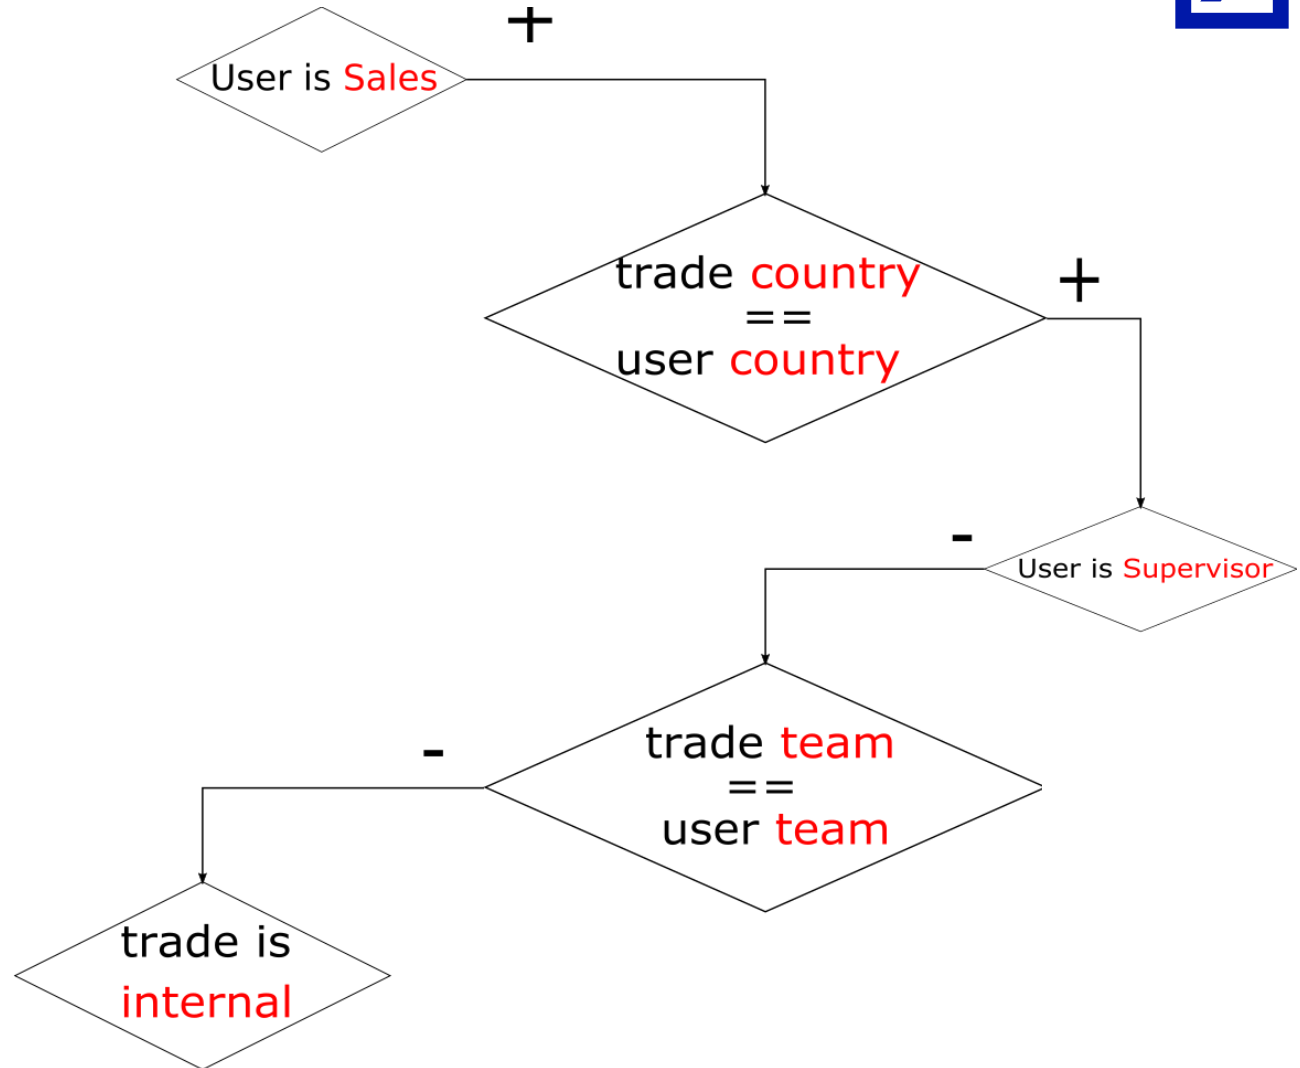 +
User is Sales
trade country
==
user country
+
-
User is Supervisor
trade team
==
user team
-
trade is
internal